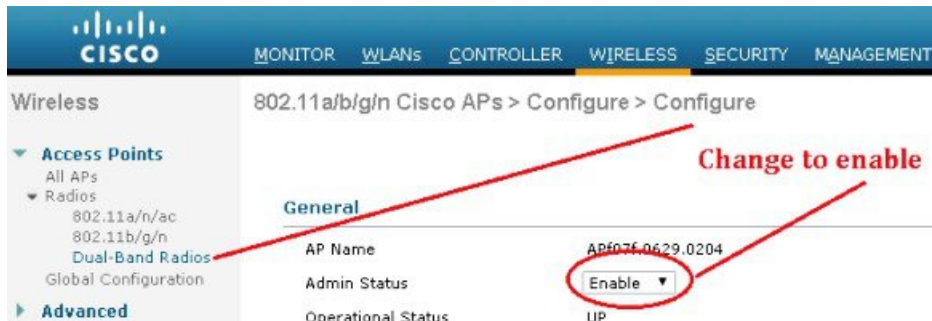 CISCO
MONITOR WLANs CONTROLLER WIRELESS SECURITY MANAGEMENT
Wireless
802.11a/b/g/n Cisco APs > Configure > Configure
Access Points
All APs
Radios
802.11a/n/ac
802.11b/g/n
Dual-Band Radios
Global Configuration
Advanced
Change to enable
General
AP Name APf07f.0629.0204
Admin Status Enable
Operational Status UP